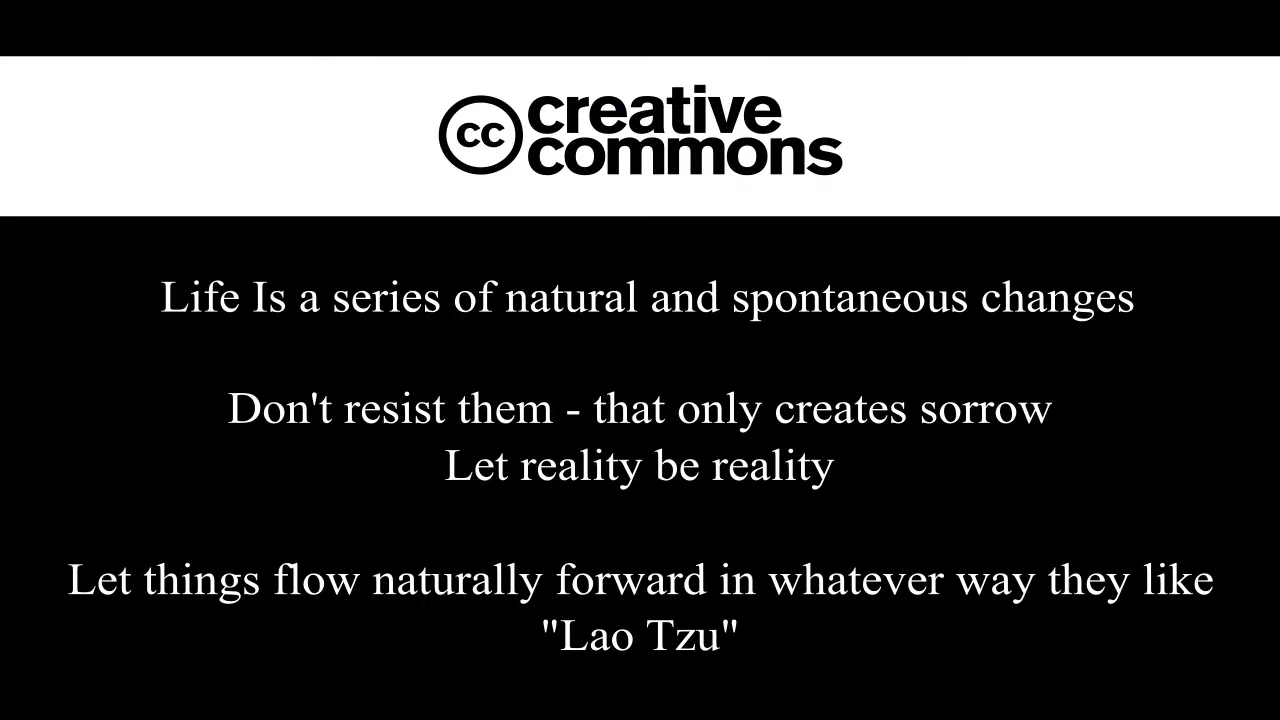 cc creative
commons
Life Is a series of natural and spontaneous changes
Don't resist them - that only creates sorrow
Let reality be reality
Let things flow naturally forward in whatever way they like
"Lao Tzu"